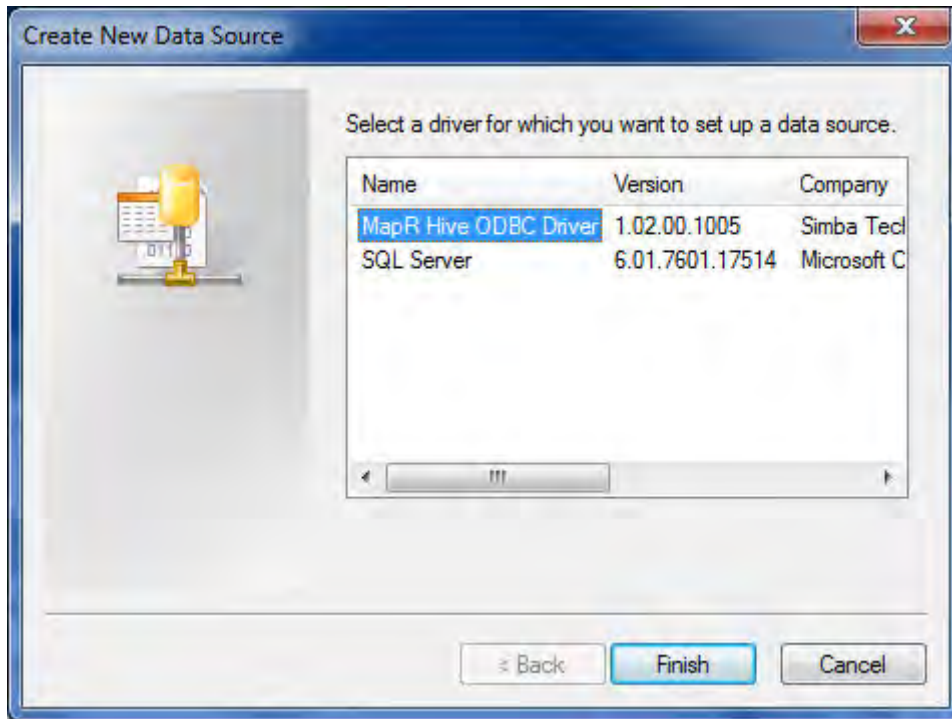 Create New Data Source
Select a driver for which you want to set up a data source.
Name Version Company
MapR Hive ODBC Driver 1.02.00.1005 Simba Tecl
SQL Server 6.01.7601.17514 Microsoft C
< Back Finish Cancel